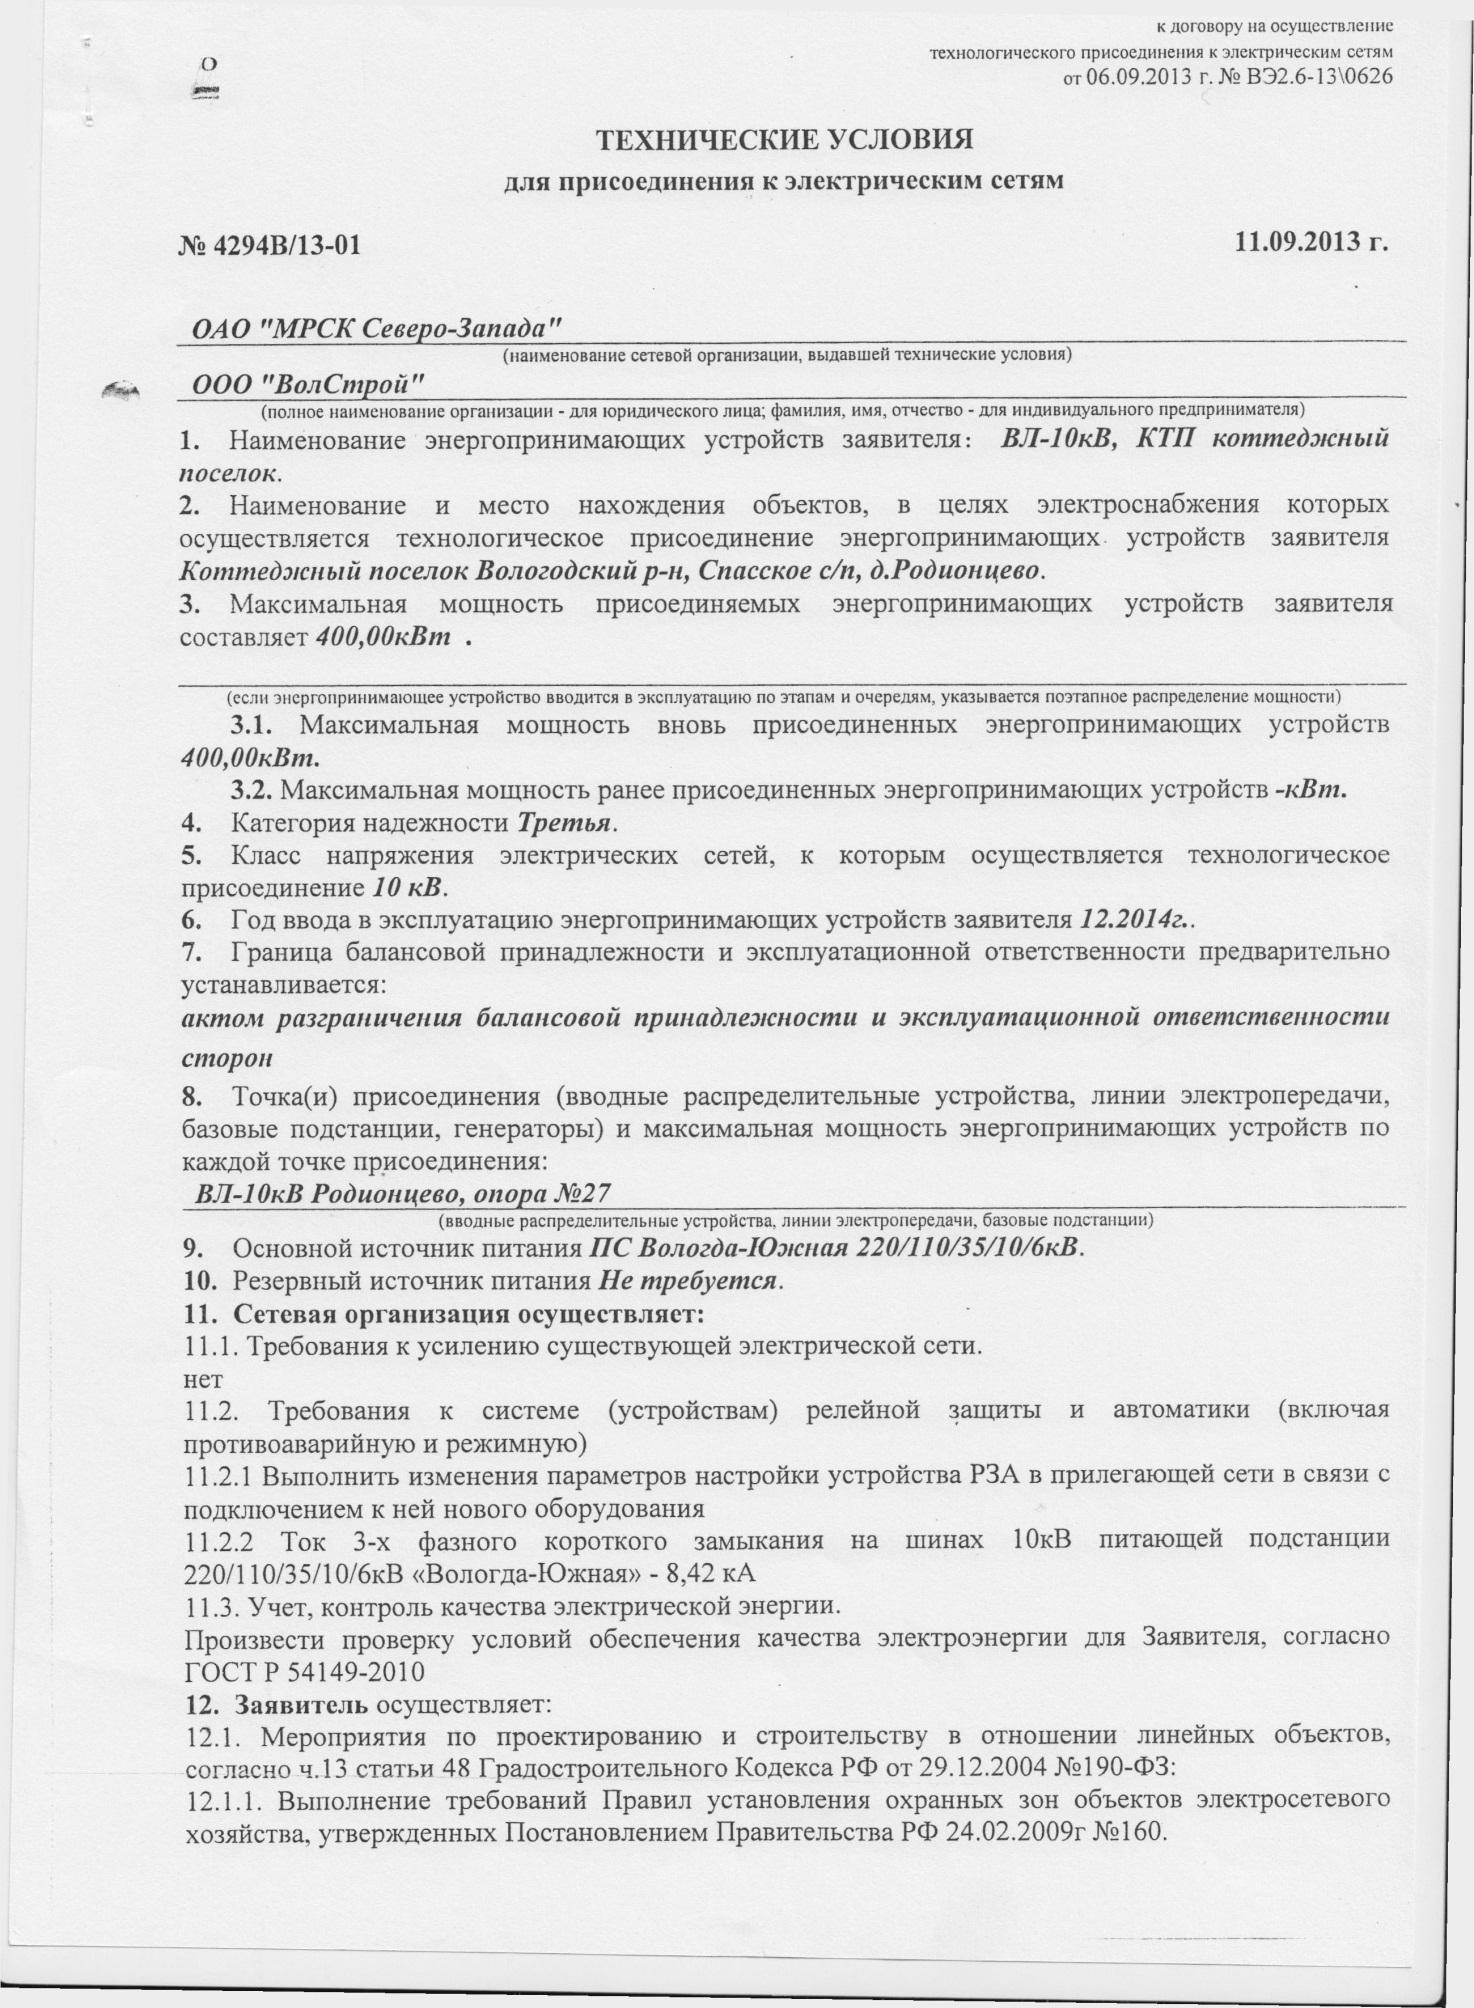 к договору на осуществление
технологического присоединения к электрическим сетям
от 06.09.2013 г. № ВЭ2.6-13\0626
ТЕХНИЧЕСКИЕ УСЛОВИЯ
для присоединения к электрическим сетям
№ 4294В/13-01
11.09.2013 г.
ОАО "МРСК Северо-Запада"
(наименование сетевой организации, выдавшей технические условия)
ООО "ВолСтрой"
(полное наименование организации - для юридического лица; фамилия, имя, отчество - для индивидуального предпринимателя)
1. Наименование энергопринимающих устройств заявителя: ВЛ-10кВ, КТП коттеджный
поселок.
2. Наименование и место нахождения объектов, в целях электроснабжения которых
осуществляется технологическое присоединение энергопринимающих устройств заявителя
Коттеджный поселок Вологодский р-н, Спасское с/п, д.Родионцево.
3. Максимальная мощность присоединяемых энергопринимающих устройств заявителя
составляет 400,00кВт .
(если энергопринимающее устройство вводится в эксплуатацию по этапам и очередям, указывается поэтапное распределение мощности)
3.1. Максимальная мощность вновь присоединенных энергопринимающих устройств
400,00кВт.
3.2. Максимальная мощность ранее присоединенных энергопринимающих устройств -кВт.
4. Категория надежности Третья.
5. Класс напряжения электрических сетей, к которым осуществляется технологическое
присоединение 10 кВ.
6. Год ввода в эксплуатацию энергопринимающих устройств заявителя 12.2014г..
7. Граница балансовой принадлежности и эксплуатационной ответственности предварительно
устанавливается:
актом разграничения балансовой принадлежности и эксплуатационной ответственности
сторон
8. Точка(и) присоединения (вводные распределительные устройства, линии электропередачи,
базовые подстанции, генераторы) и максимальная мощность энергопринимающих устройств по
каждой точке присоединения:
ВЛ-10кВ Родионцево, опора №27
(вводные распределительные устройства, линии электропередачи, базовые подстанции)
9. Основной источник питания ПС Вологда-Южная 220/110/35/10/6кВ.
10. Резервный источник питания Не требуется.
11. Сетевая организация осуществляет:
11.1. Требования к усилению существующей электрической сети.
нет
11.2. Требования к системе (устройствам) релейной защиты и автоматики (включая
противоаварийную и режимную)
11.2.1 Выполнить изменения параметров настройки устройства РЗА в прилегающей сети в связи с
подключением к ней нового оборудования
11.2.2 Ток 3-х фазного короткого замыкания на шинах 10кВ питающей подстанции
220/110/35/10/6кВ «Вологда-Южная» - 8,42 кА
11.3. Учет, контроль качества электрической энергии.
Произвести проверку условий обеспечения качества электроэнергии для Заявителя, согласно
ГОСТ Р 54149-2010
12. Заявитель осуществляет:
12.1. Мероприятия по проектированию и строительству в отношении линейных объектов,
согласно ч.13 статьи 48 Градостроительного Кодекса РФ от 29.12.2004 №190-ФЗ:
12.1.1. Выполнение требований Правил установления охранных зон объектов электросетевого
хозяйства, утвержденных Постановлением Правительства РФ 24.02.2009г №160.